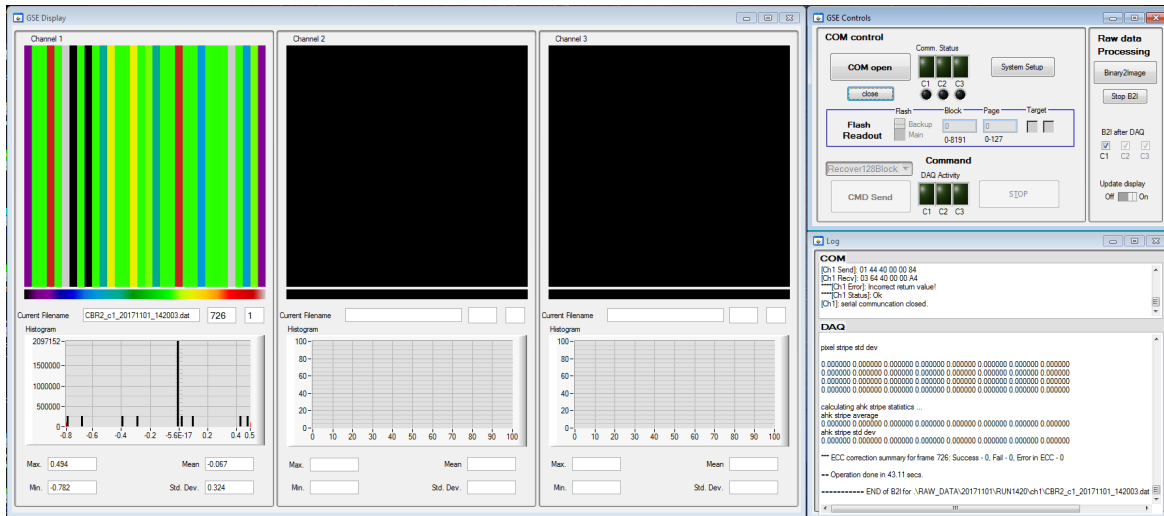 GSE Display
Channel 1
Channel 2
Channel 3
Current Filename CBR2_c1_20171101_142003.dat 726 1
Current Filename
Current Filename
Histogram
2097152
1500000
1000000
500000
0
-0.8 -0.6 -0.4 -0.2 -5.6E-17 0.2 0.4 0.5
Histogram
100
80
60
40
20
0
0 10 20 30 40 50 60 70 80 90 100
Histogram
100
80
60
40
20
0
0 10 20 30 40 50 60 70 80 90 100
Max. 0.494 Mean -0.067
Min. -0.782 Std. Dev. 0.324
Max. Mean
Min. Std. Dev.
Max. Mean
Min. Std. Dev.
GSE Controls
COM control
Comm. Status
COM open
System Setup
C1 C2 C3
close
Flash Readout
Flash
Backup
Main
Block
0
0-8191
Page
0
0-127
Target
Command
Recover128Block
DAQ Activity
CMD Send
STOP
C1 C2 C3
Raw data
Processing
Binary2Image
Stop B2I
B2I after DAQ
C1 C2 C3
Update display
Off On
Log
COM
[Ch1 Send]: 01 44 40 00 00 84
[Ch1 Recv]: 03 64 40 00 00 A4
****[Ch1 Error]: Incorrect return value!
****[Ch1 Status]: Ok
[Ch1]: serial communcation closed.
DAQ
pixel stripe std dev
0.000000 0.000000 0.000000 0.000000 0.000000 0.000000 0.000000 0.000000
0.000000 0.000000 0.000000 0.000000 0.000000 0.000000 0.000000 0.000000
0.000000 0.000000 0.000000 0.000000 0.000000 0.000000 0.000000 0.000000
0.000000 0.000000 0.000000 0.000000 0.000000 0.000000 0.000000 0.000000
calculating ahk stripe statistics ...
ahk stripe average
0.000000 0.000000 0.000000 0.000000 0.000000 0.000000 0.000000 0.000000
ahk stripe std dev
0.000000 0.000000 0.000000 0.000000 0.000000 0.000000 0.000000 0.000000
*** ECC correction summary for frame 726: Success - 0, Fail - 0, Error in ECC - 0
== Operation done in 43.11 secs.
=========== END of B2I for .\RAW_DATA\20171101\RUN1420\ch1\CBR2_c1_20171101_142003.dat